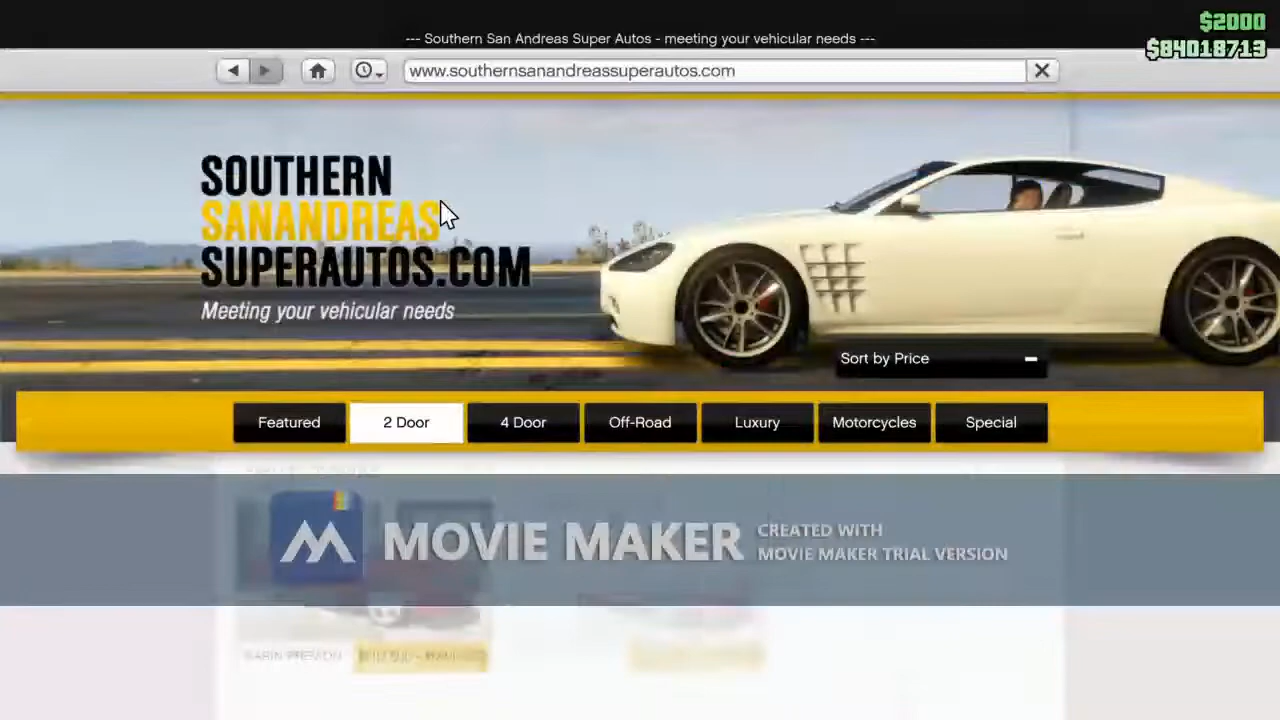 $2000
--- Southern San Andreas Super Autos - meeting your vehicular needs ---
$84018713
www.southernsanandreassuperautos.com
SOUTHERN
SANANDREAS
SUPERAUTOS.COM
Meeting your vehicular needs
Sort by Price
Featured 2 Door 4 Door Off-Road Luxury Motorcycles Special
MOVIE MAKER
CREATED WITH
MOVIE MAKER TRIAL VERSION